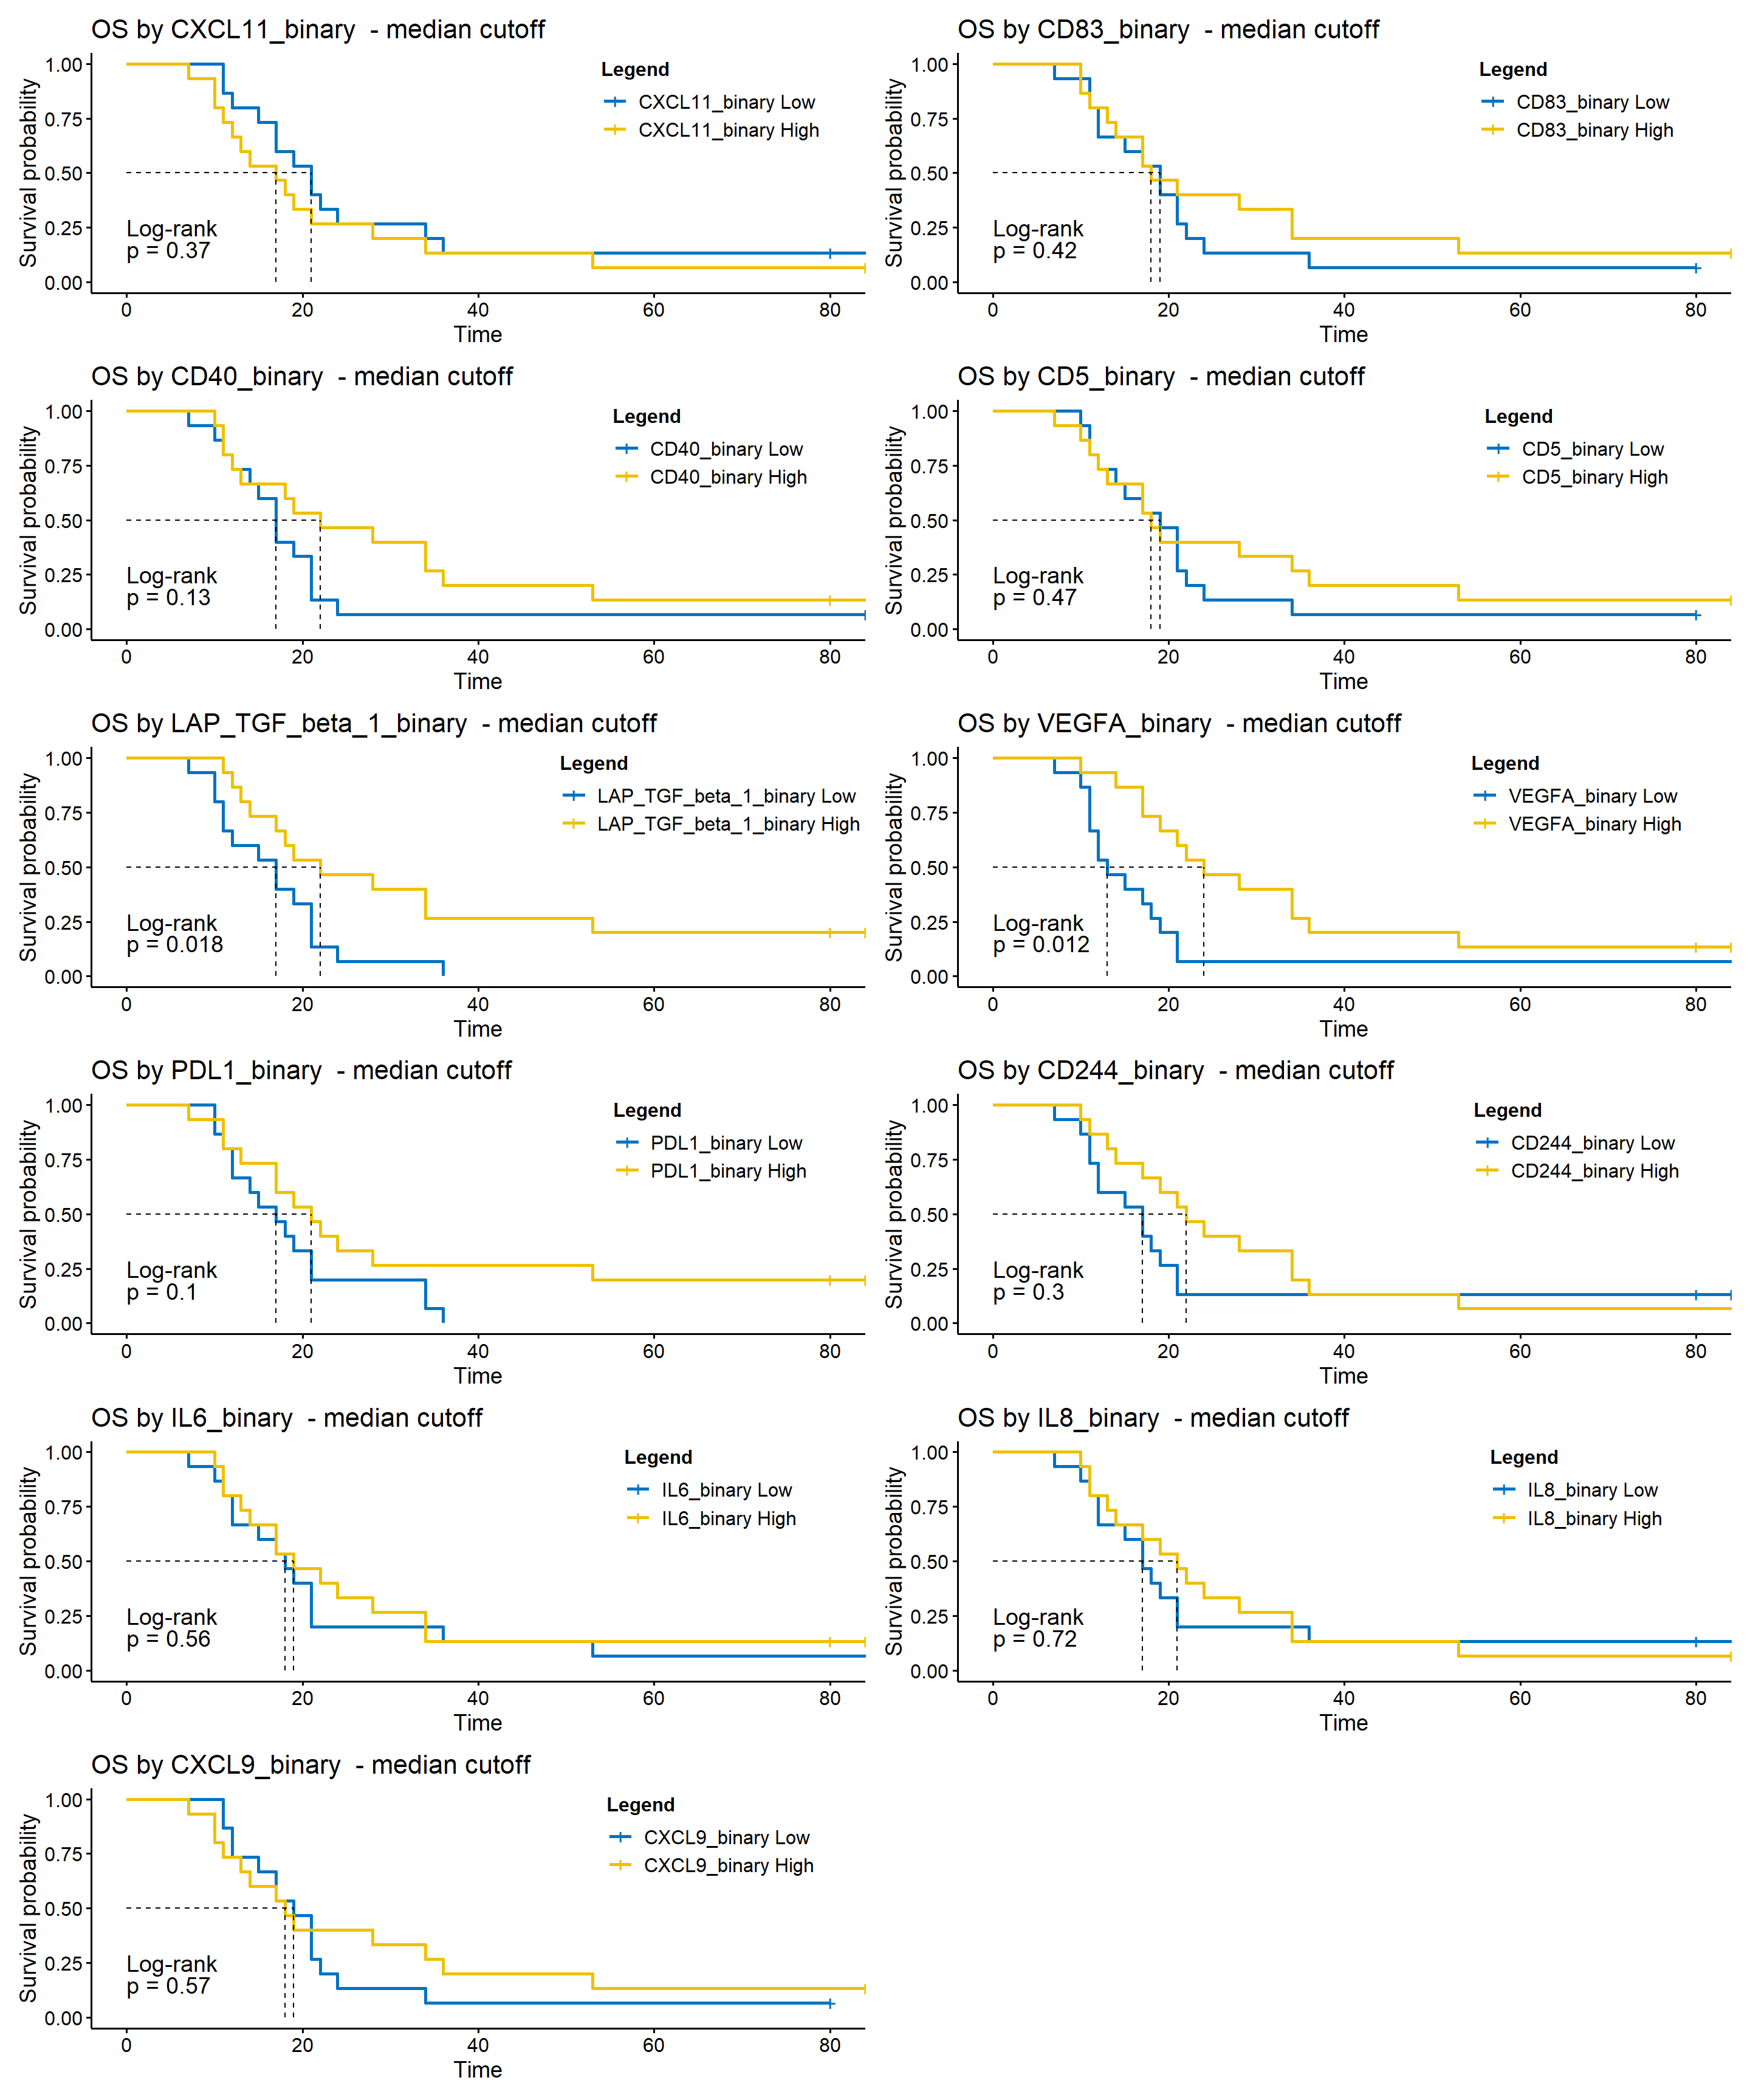 OS by CXCL11_binary - median cutoff
Survival probability
1.00
0.75
0.50
0.25
0.00
Legend
CXCL11_binary Low
CXCL11_binary High
Log-rank
p = 0.37
0 20 40 60 80
Time
OS by CD83_binary - median cutoff
Survival probability
1.00
0.75
0.50
0.25
0.00
Legend
CD83_binary Low
CD83_binary High
Log-rank
p = 0.42
0 20 40 60 80
Time
OS by CD40_binary - median cutoff
Survival probability
1.00
0.75
0.50
0.25
0.00
Legend
CD40_binary Low
CD40_binary High
Log-rank
p = 0.13
0 20 40 60 80
Time
OS by CD5_binary - median cutoff
Survival probability
1.00
0.75
0.50
0.25
0.00
Legend
CD5_binary Low
CD5_binary High
Log-rank
p = 0.47
0 20 40 60 80
Time
OS by LAP_TGF_beta_1_binary - median cutoff
Survival probability
1.00
0.75
0.50
0.25
0.00
Legend
LAP_TGF_beta_1_binary Low
LAP_TGF_beta_1_binary High
Log-rank
p = 0.018
0 20 40 60 80
Time
OS by VEGFA_binary - median cutoff
Survival probability
1.00
0.75
0.50
0.25
0.00
Legend
VEGFA_binary Low
VEGFA_binary High
Log-rank
p = 0.012
0 20 40 60 80
Time
OS by PDL1_binary - median cutoff
Survival probability
1.00
0.75
0.50
0.25
0.00
Legend
PDL1_binary Low
PDL1_binary High
Log-rank
p = 0.1
0 20 40 60 80
Time
OS by CD244_binary - median cutoff
Survival probability
1.00
0.75
0.50
0.25
0.00
Legend
CD244_binary Low
CD244_binary High
Log-rank
p = 0.3
0 20 40 60 80
Time
OS by IL6_binary - median cutoff
Survival probability
1.00
0.75
0.50
0.25
0.00
Legend
IL6_binary Low
IL6_binary High
Log-rank
p = 0.56
0 20 40 60 80
Time
OS by IL8_binary - median cutoff
Survival probability
1.00
0.75
0.50
0.25
0.00
Legend
IL8_binary Low
IL8_binary High
Log-rank
p = 0.72
0 20 40 60 80
Time
OS by CXCL9_binary - median cutoff
Survival probability
1.00
0.75
0.50
0.25
0.00
Legend
CXCL9_binary Low
CXCL9_binary High
Log-rank
p = 0.57
0 20 40 60 80
Time